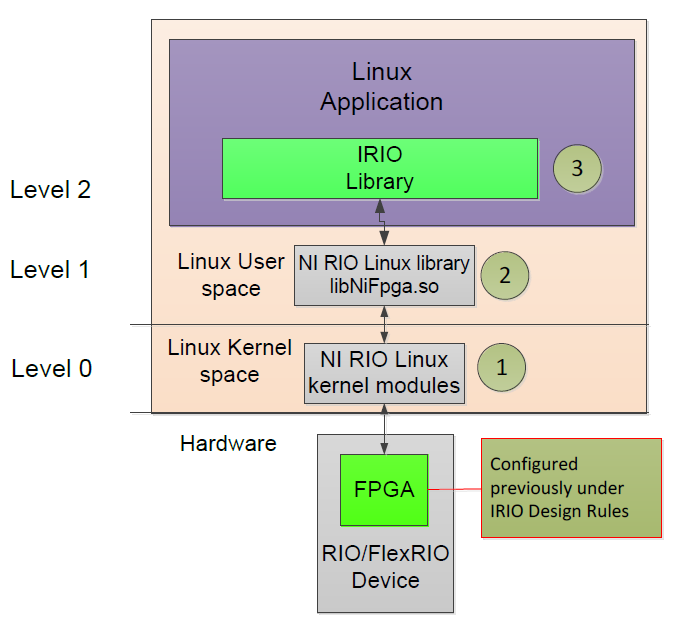 Linux
Application
IRIO
Library
3
Level 2
Level 1
Linux User
space
NI RIO Linux library
libNiFpga.so
2
Linux Kernel
space
Level 0
NI RIO Linux
kernel modules
1
Hardware
FPGA
Configured
previously under
IRIO Design Rules
RIO/FlexRIO
Device